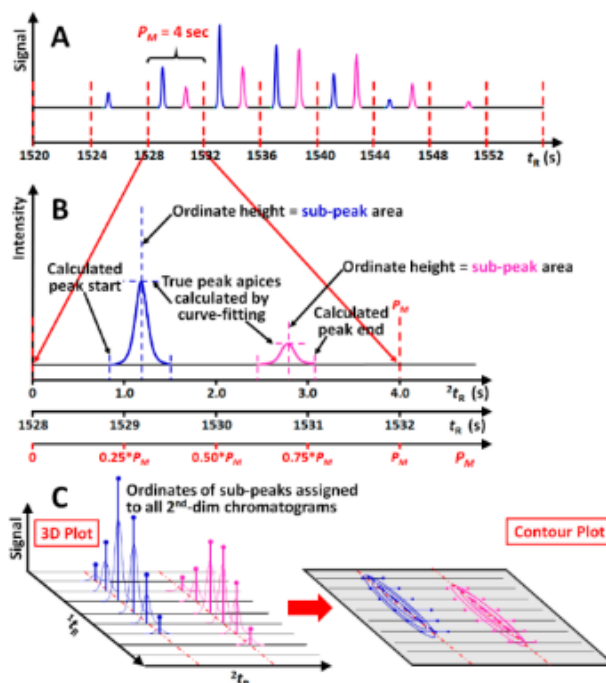 A
Signal
P_M = 4 sec
1520 1524 1528 1592 1536 1540 1544 1548 1552 t_R (s)
B
Intensity
Ordinate height = sub-peak area
Calculated peak start
True peak apices calculated by curve-fitting
Ordinate height = sub-peak area
Calculated peak end
P_M
0 1.0 2.0 3.0 4.0 ²t_R (s)
1528 1529 1530 1531 1532 t_R (s)
0 0.25*P_M 0.50*P_M 0.75*P_M P_M P_M
C
Signal
Ordinates of sub-peaks assigned
to all 2nd-dim chromatograms
3D Plot
Contour Plot
¹t_R
²t_R